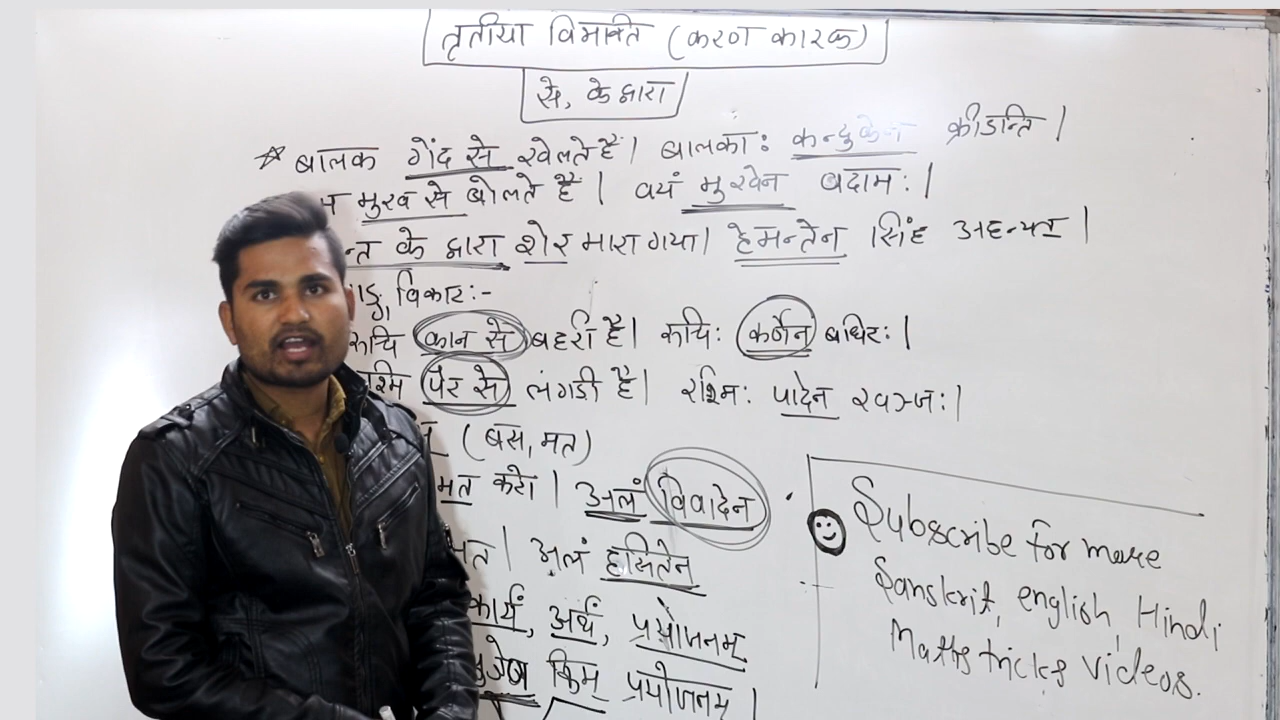 तृतीया विभक्ति (करण कारक)
से, के द्वारा
बालक गेंद से खेलते हैं। बालकाः कन्दुकेन क्रीडन्ति।
मुख से बोलते हैं। वयं मुखेन वदामः।
न्त के द्वारा शेर मारा गया। हेमन्तेन सिंह अहन्यत।
विकारः-
रूचि कान से बहरी है। रूचिः कर्णेन बधिरः।
श्मि पैर से लंगडी है। रश्मिः पादेन खञ्जः।
(बस, मत)
मत करो। अलं विवादेन
मत। अलं हसितेन
कार्यं, अर्थं, प्रयोजनम्
किम् प्रयोजनम्।
Subscribe for more
Sanskrit, english, Hindi,
Maths tricks videos.